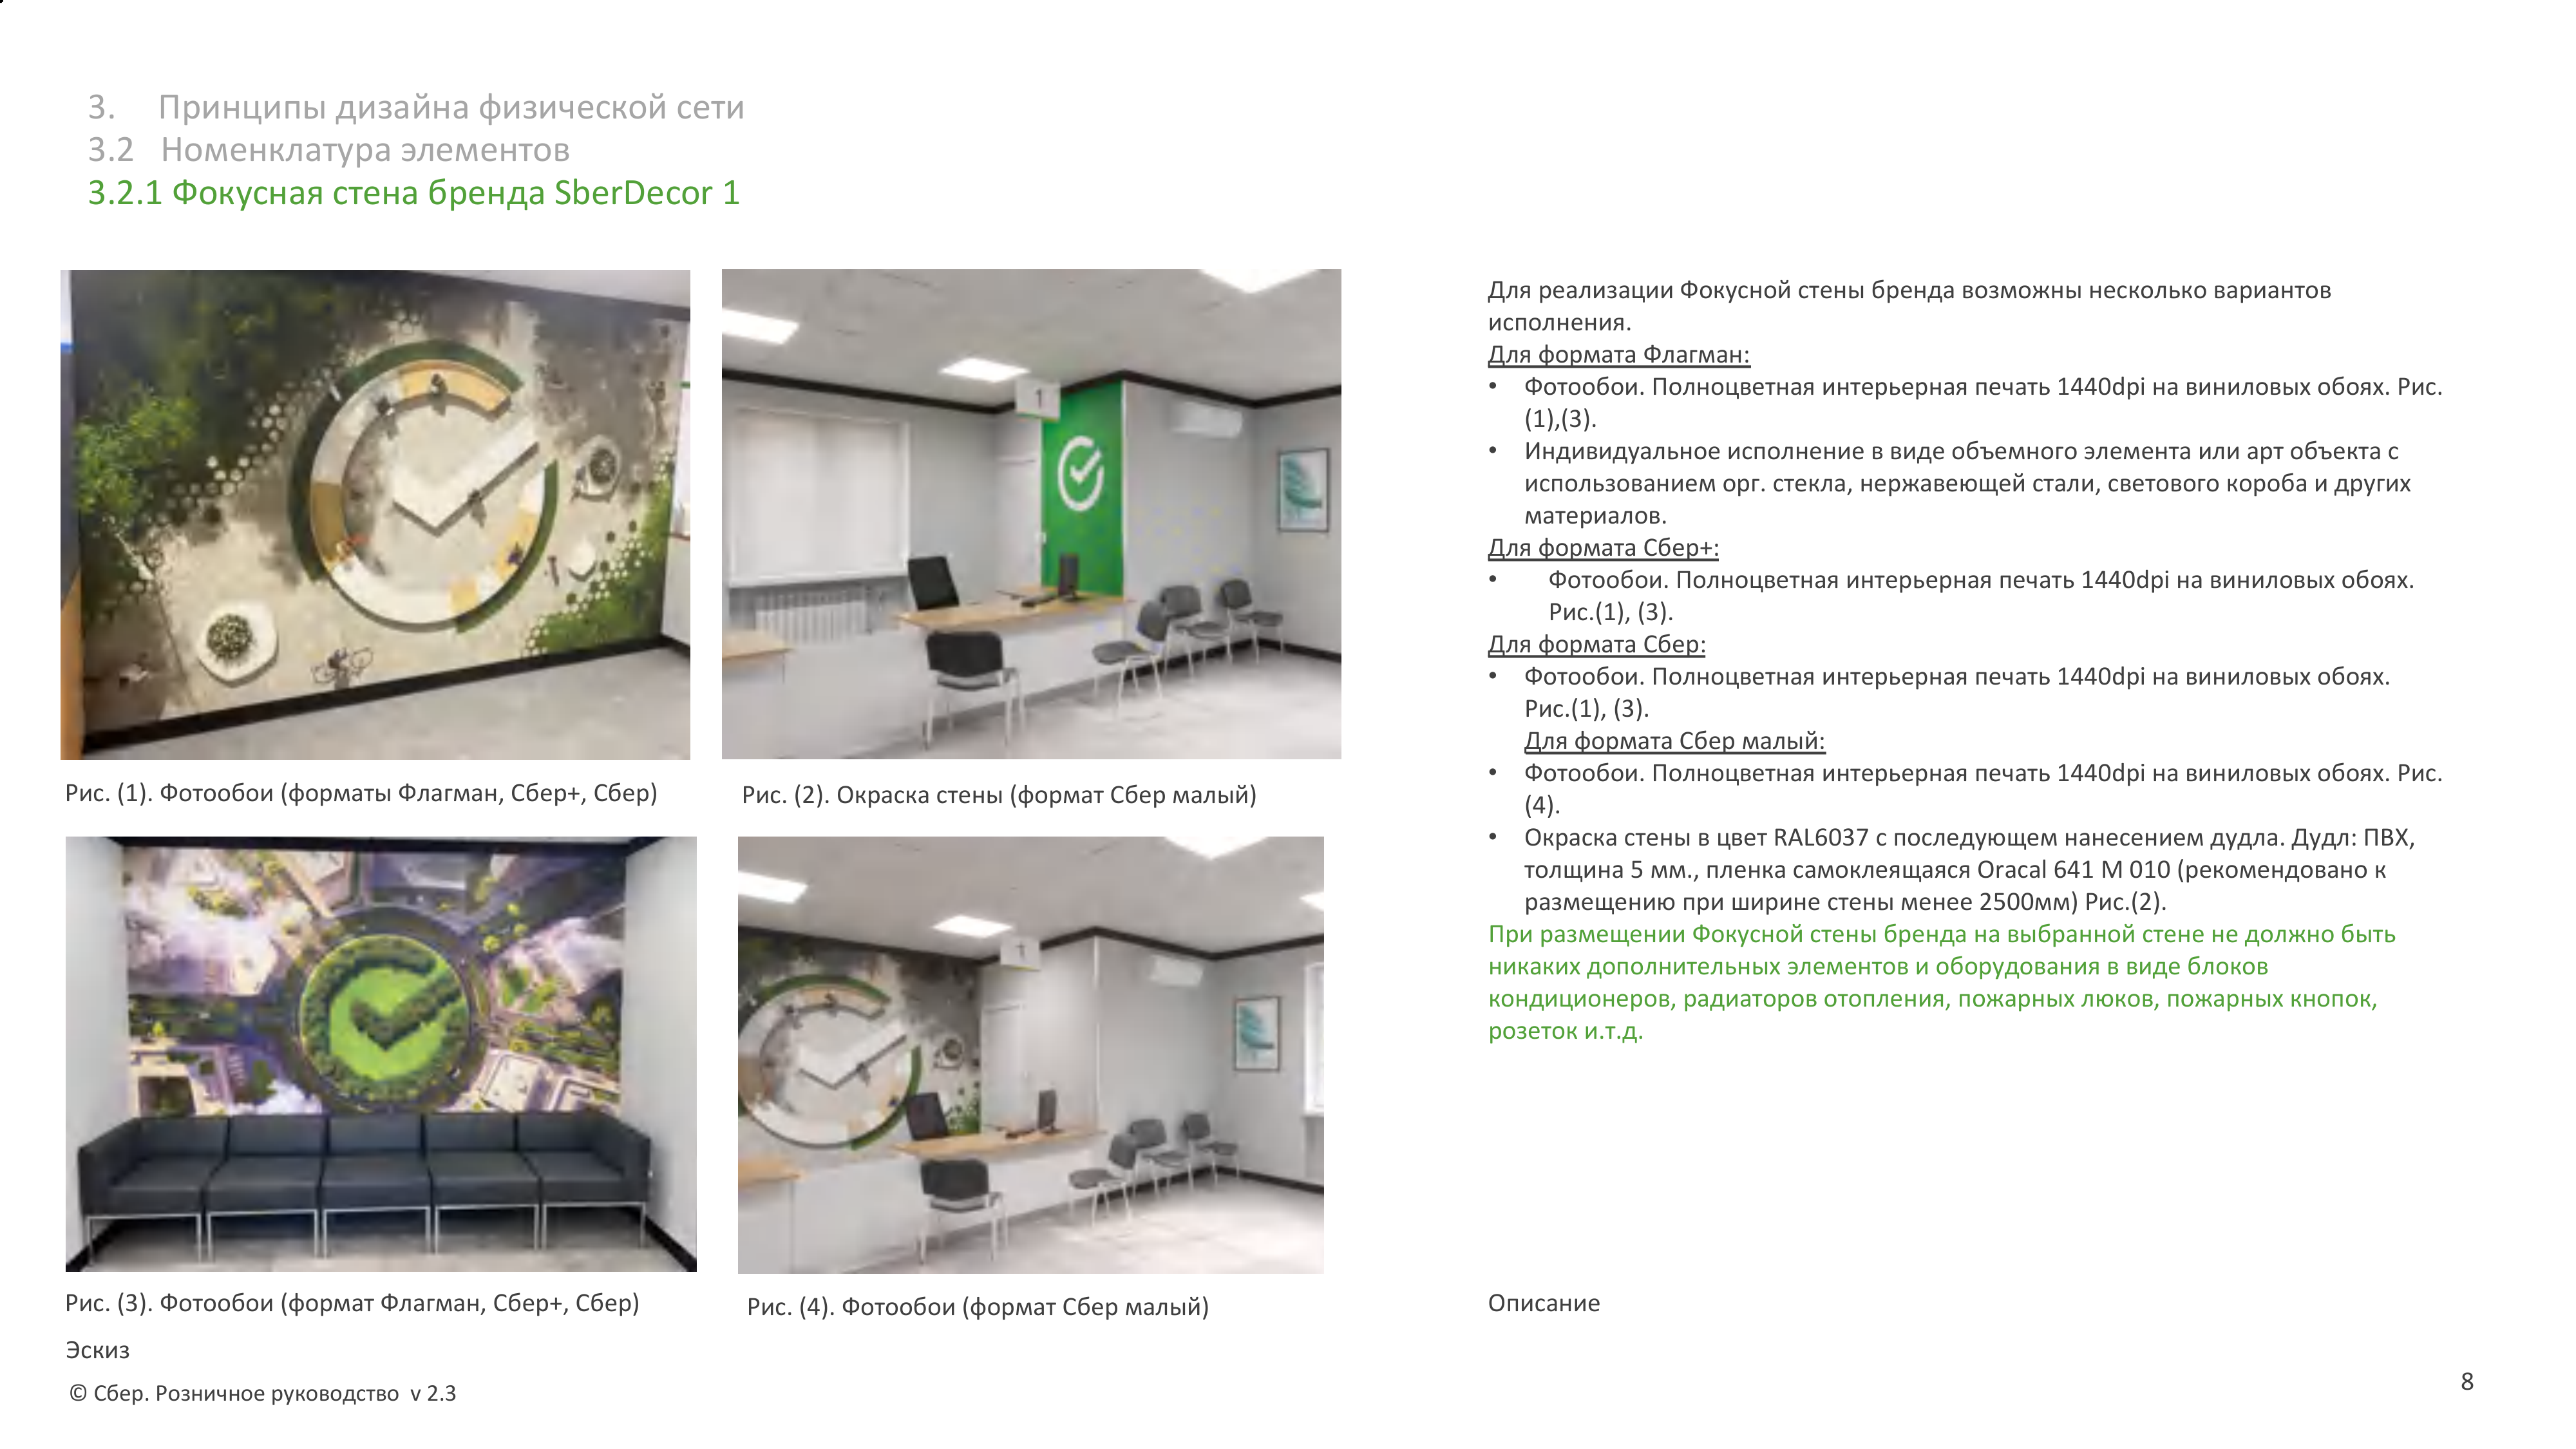 3. Принципы дизайна физической сети
3.2 Номенклатура элементов
3.2.1 Фокусная стена бренда SberDecor 1
1
Рис. (1). Фотообои (форматы Флагман, Сбер+, Сбер)
Рис. (2). Окраска стены (формат Сбер малый)
1
Рис. (3). Фотообои (формат Флагман, Сбер+, Сбер)
Рис. (4). Фотообои (формат Сбер малый)
Эскиз
Для реализации Фокусной стены бренда возможны несколько вариантов
исполнения.
Для формата Флагман:
• Фотообои. Полноцветная интерьерная печать 1440dpi на виниловых обоях. Рис.
(1),(3).
• Индивидуальное исполнение в виде объемного элемента или арт объекта с
использованием орг. стекла, нержавеющей стали, светового короба и других
материалов.
Для формата Сбер+:
• Фотообои. Полноцветная интерьерная печать 1440dpi на виниловых обоях.
Рис.(1), (3).
Для формата Сбер:
• Фотообои. Полноцветная интерьерная печать 1440dpi на виниловых обоях.
Рис.(1), (3).
Для формата Сбер малый:
• Фотообои. Полноцветная интерьерная печать 1440dpi на виниловых обоях. Рис.
(4).
• Окраска стены в цвет RAL6037 с последующем нанесением дудла. Дудл: ПВХ,
толщина 5 мм., пленка самоклеящаяся Oracal 641 М 010 (рекомендовано к
размещению при ширине стены менее 2500мм) Рис.(2).
При размещении Фокусной стены бренда на выбранной стене не должно быть
никаких дополнительных элементов и оборудования в виде блоков
кондиционеров, радиаторов отопления, пожарных люков, пожарных кнопок,
розеток и.т.д.
Описание
© Сбер. Розничное руководство v 2.3
8